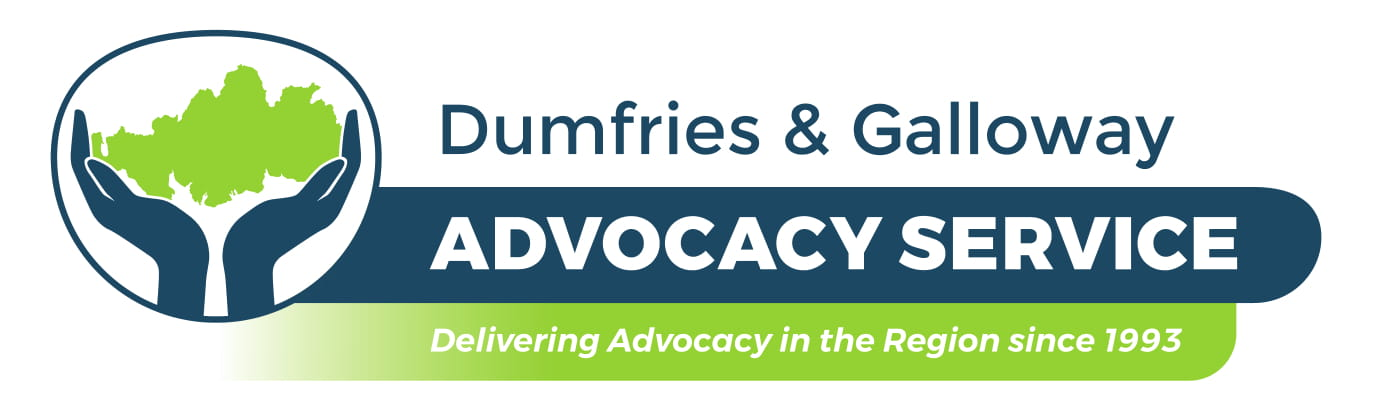 Dumfries & Galloway
ADVOCACY SERVICE
Delivering Advocacy in the Region since 1993